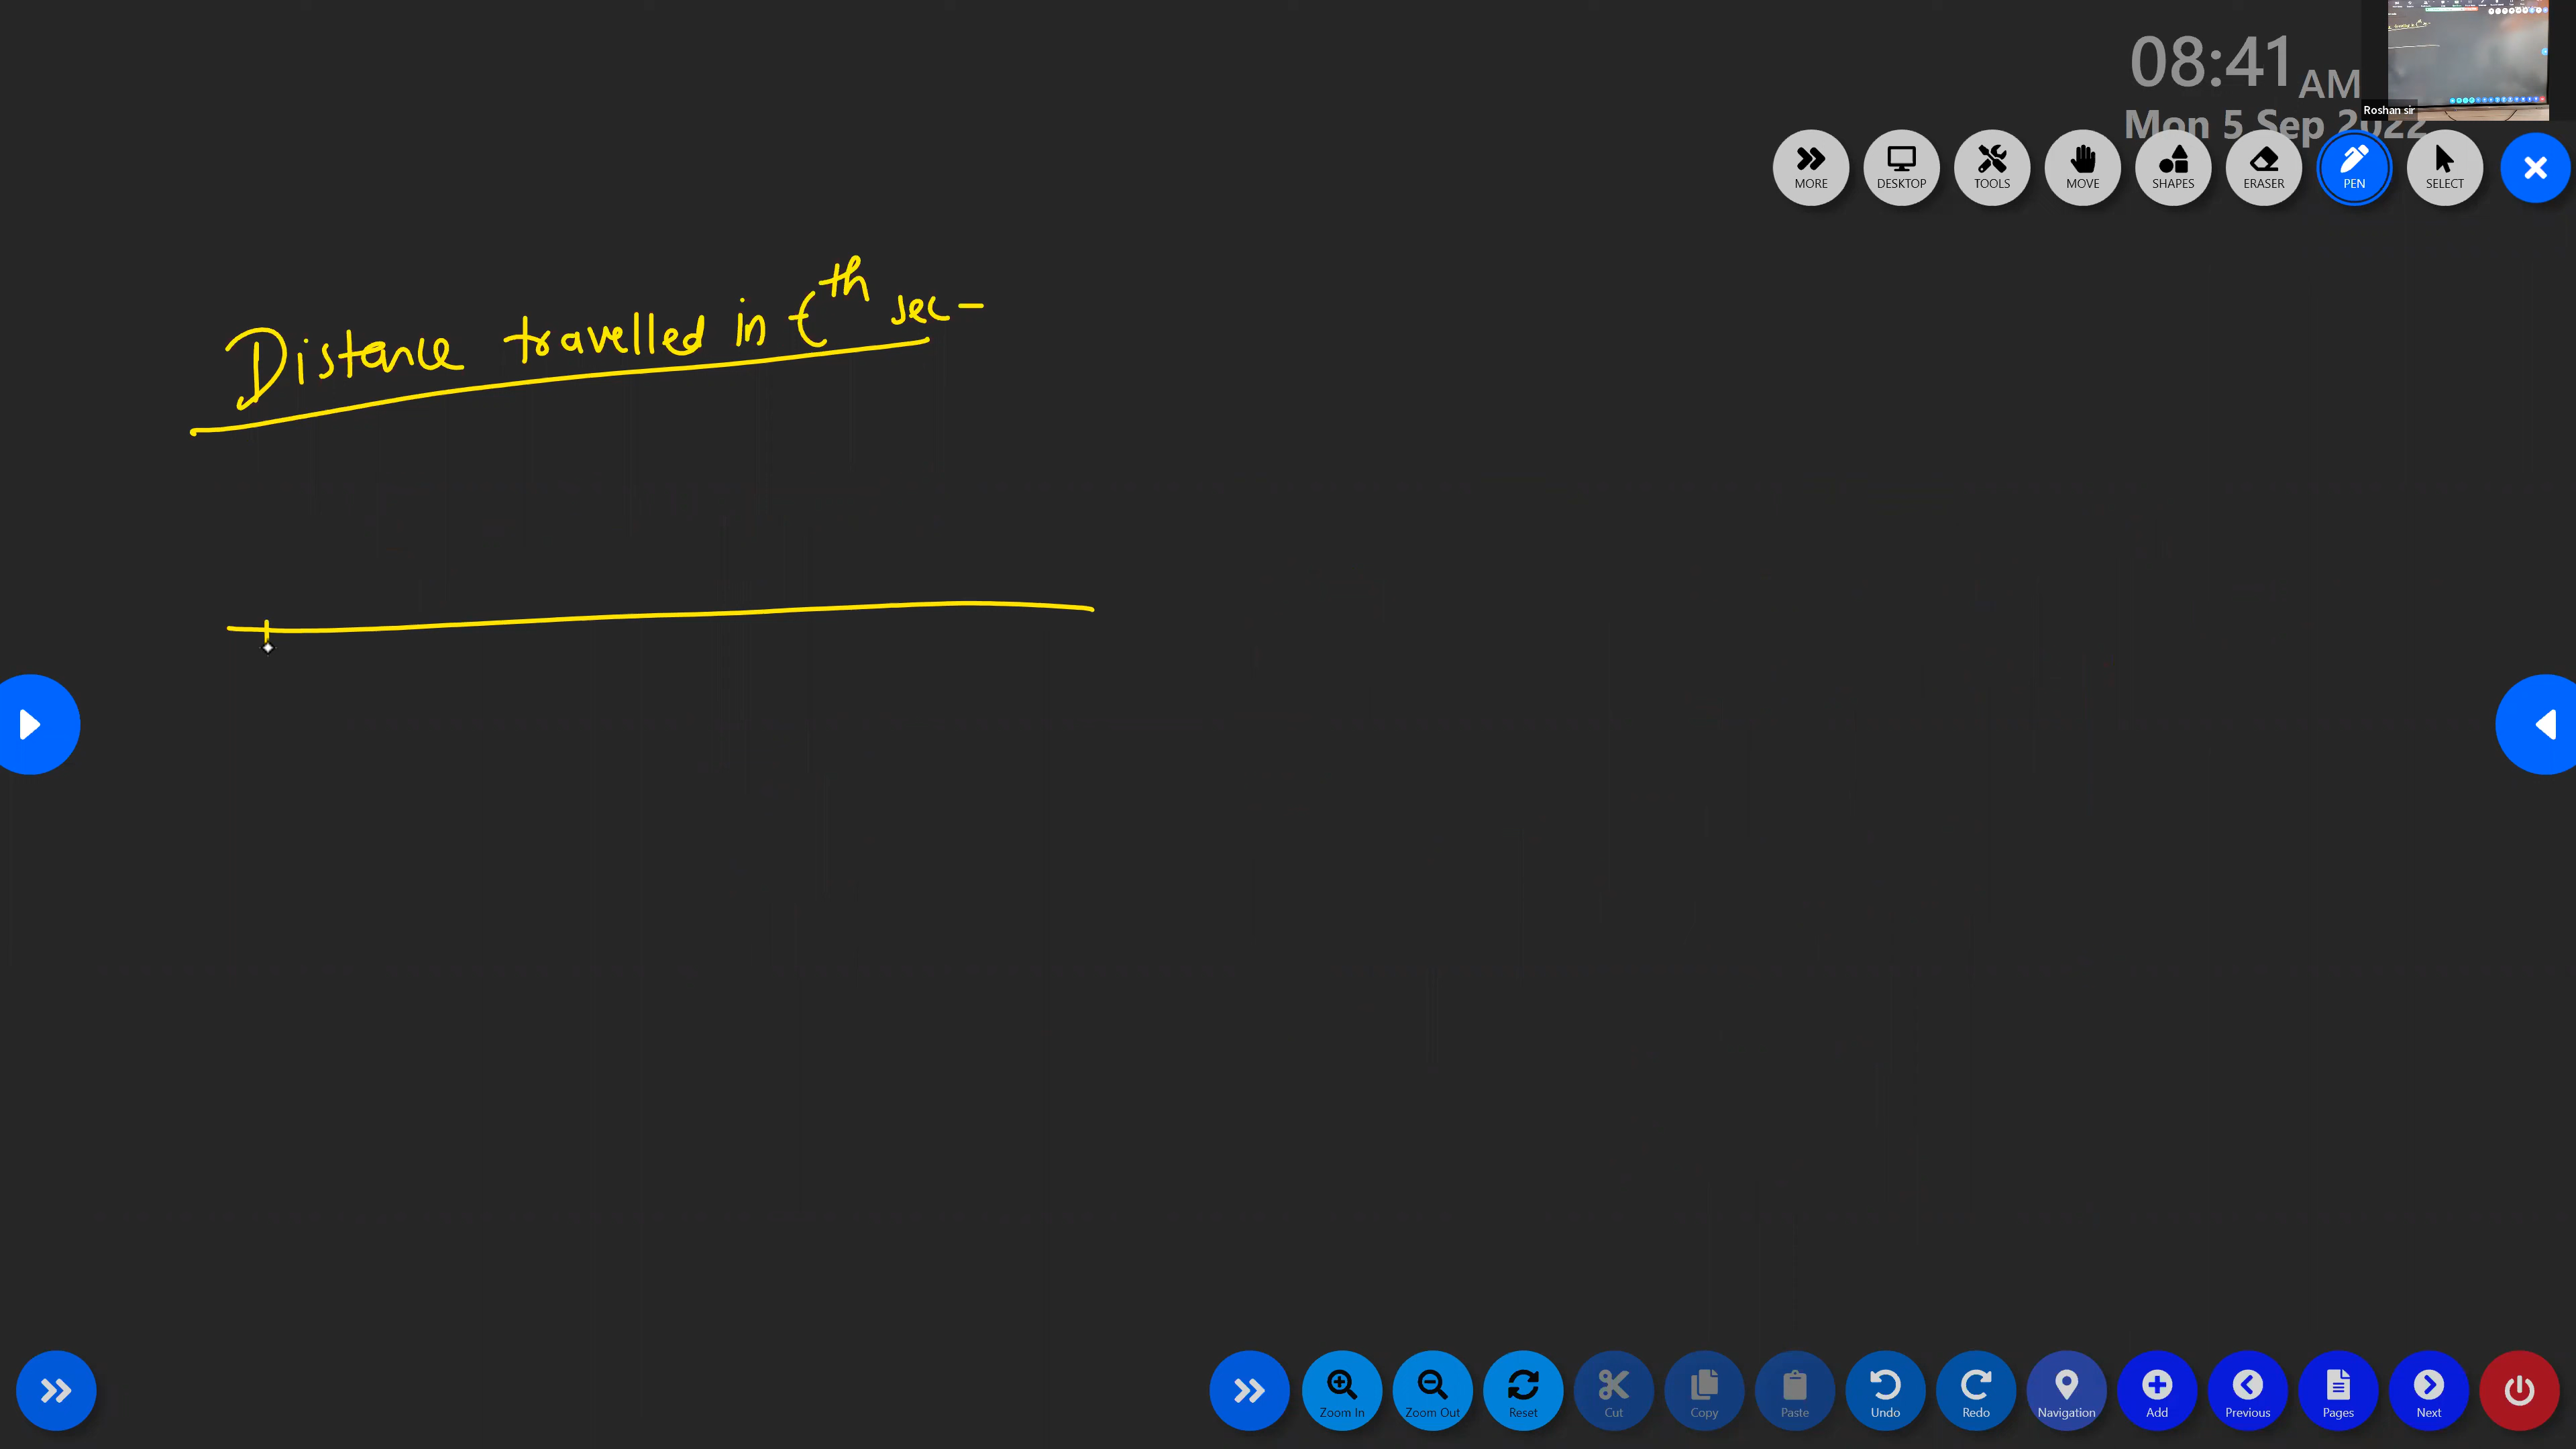 08:41 AM
Roshan sir
Mon 5 Sep 2022
MORE DESKTOP TOOLS MOVE SHAPES ERASER PEN SELECT
Distance travelled in tth sec -
Zoom In Zoom Out Reset Cut Copy Paste Undo Redo Navigation Add Previous Pages Next